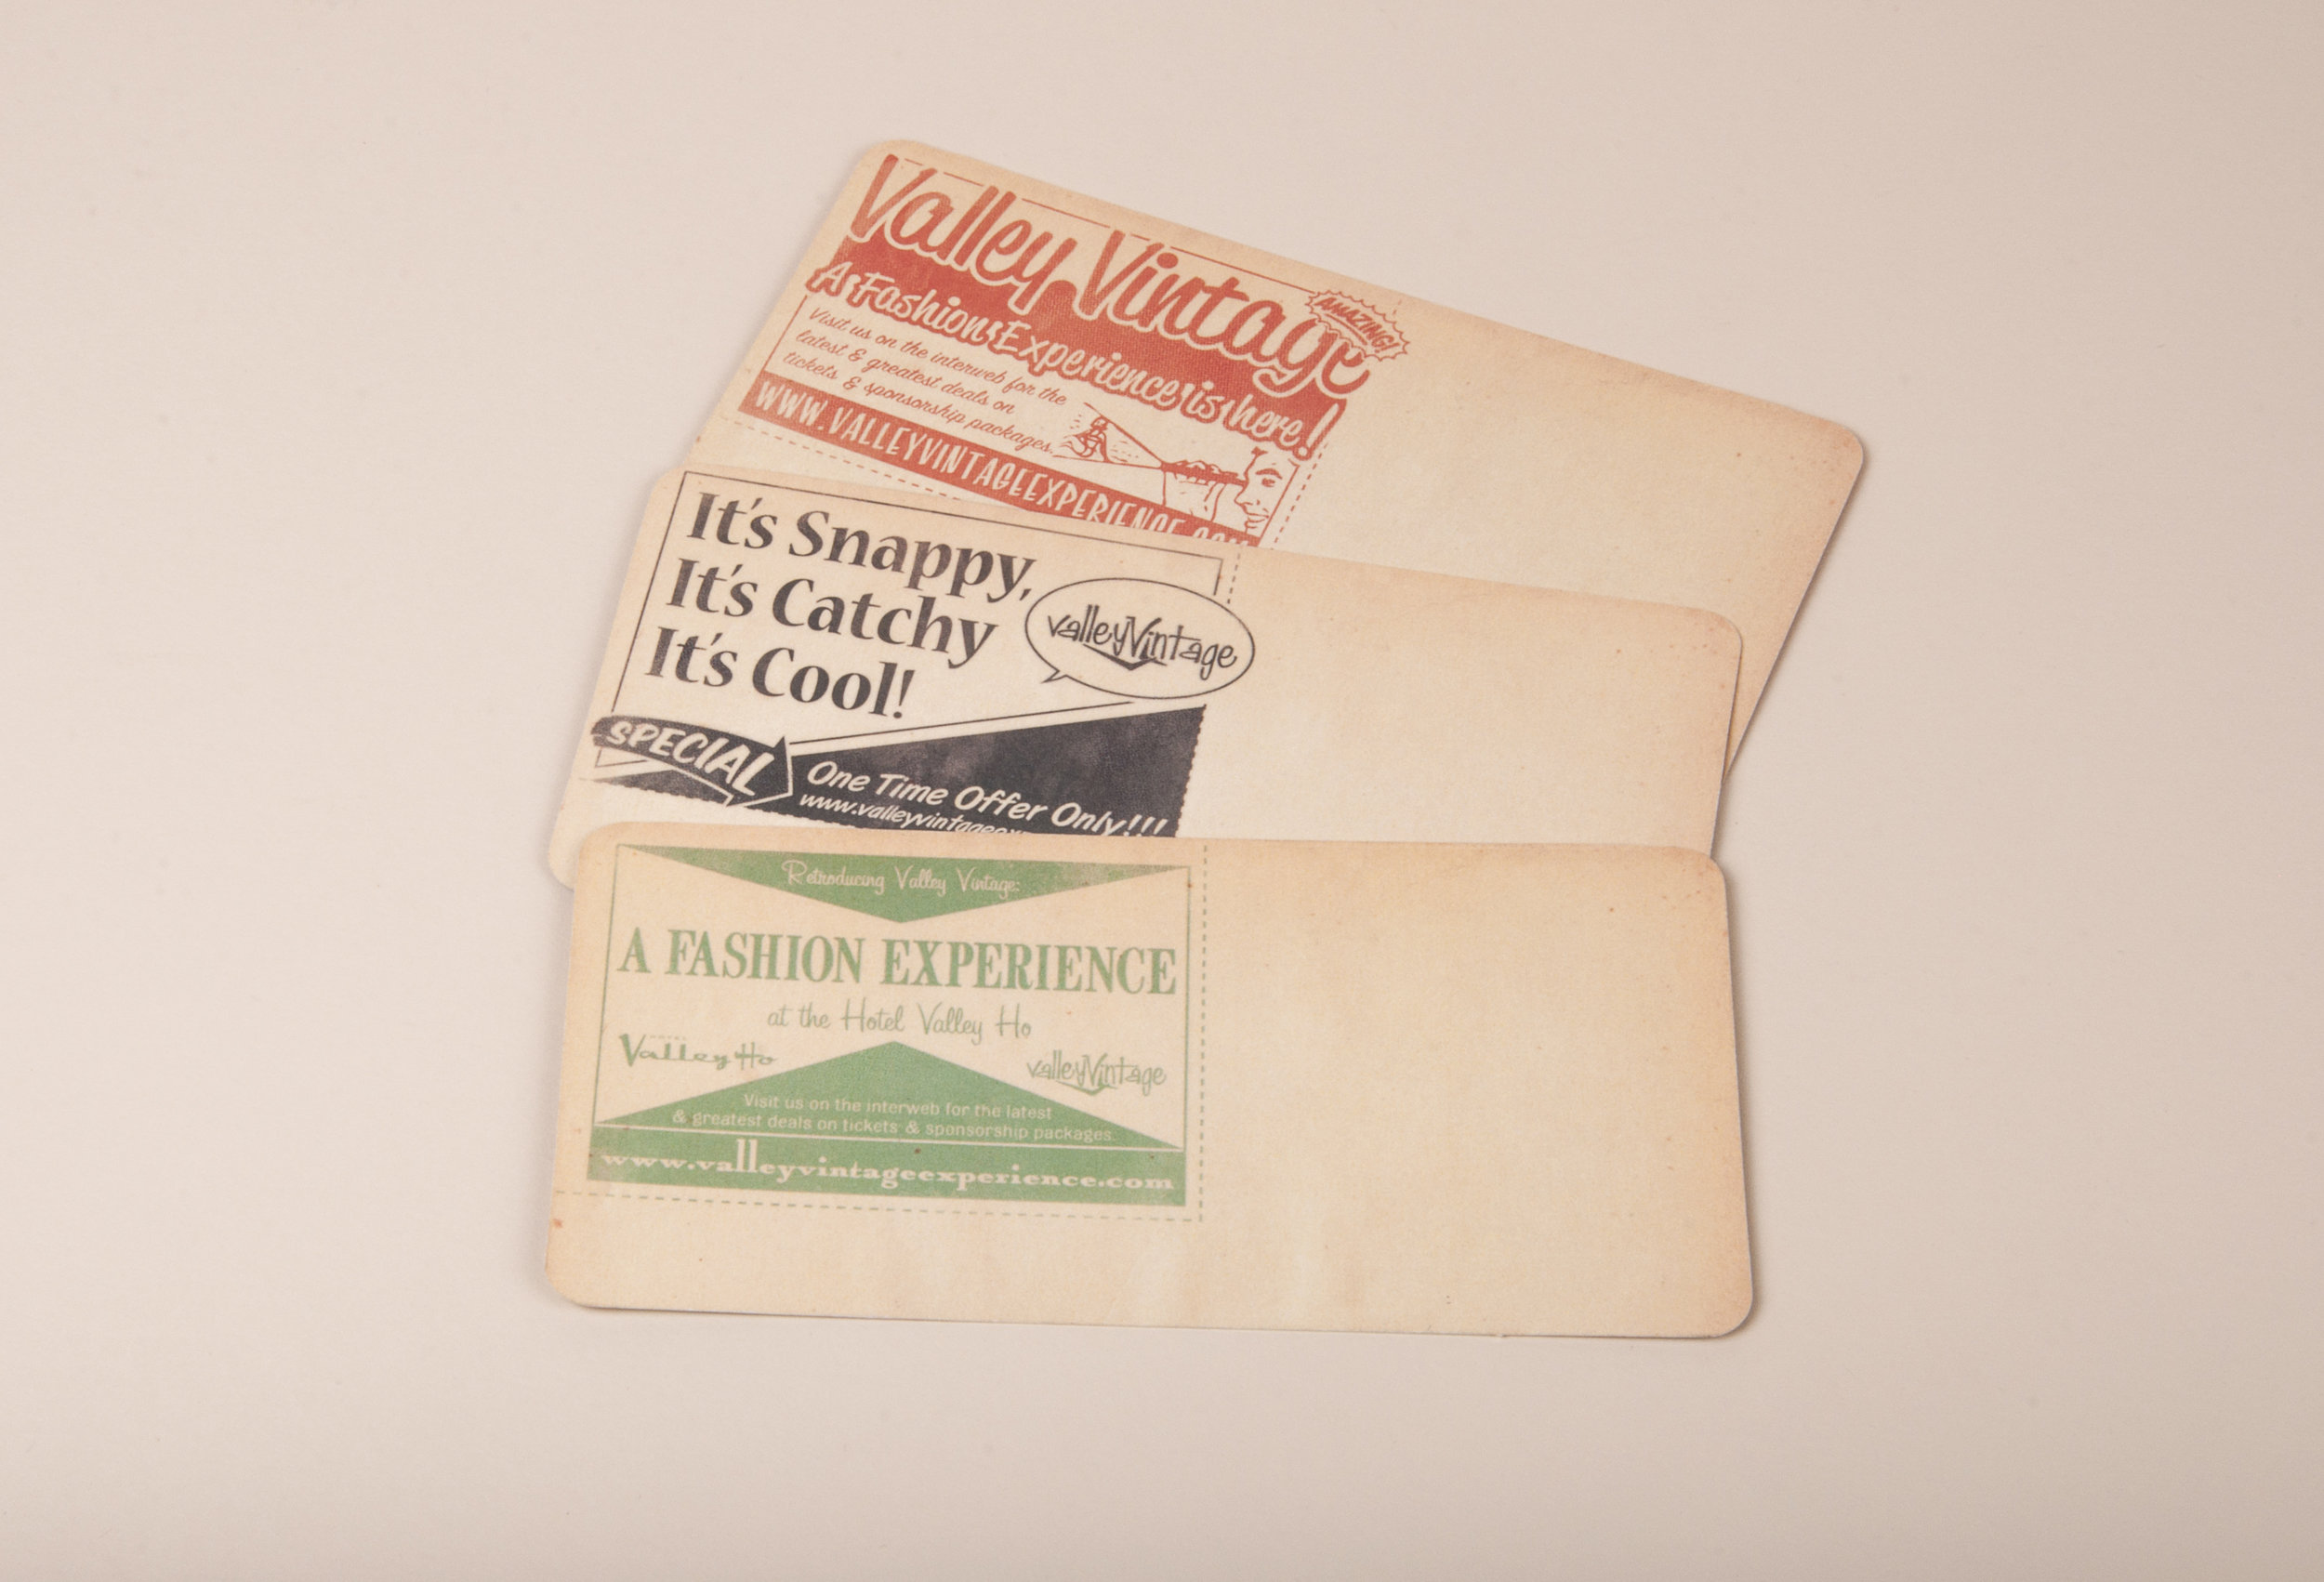 Valley Vintage
AMAZING!
A Fashion Experience is here!
Visit us on the interweb for the
latest & greatest deals on
tickets & sponsorship packages.
WWW.VALLEYVINTAGEEXPERIENCE.COM
It's Snappy,
It's Catchy
It's Cool!
valleyVintage
SPECIAL
One Time Offer Only!!!
Retroducing Valley Vintage:
A FASHION EXPERIENCE
at the Hotel Valley Ho
HOTEL
Valley Ho
valleyVintage
Visit us on the interweb for the latest
& greatest deals on tickets & sponsorship packages.
www.valleyvintageexperience.com